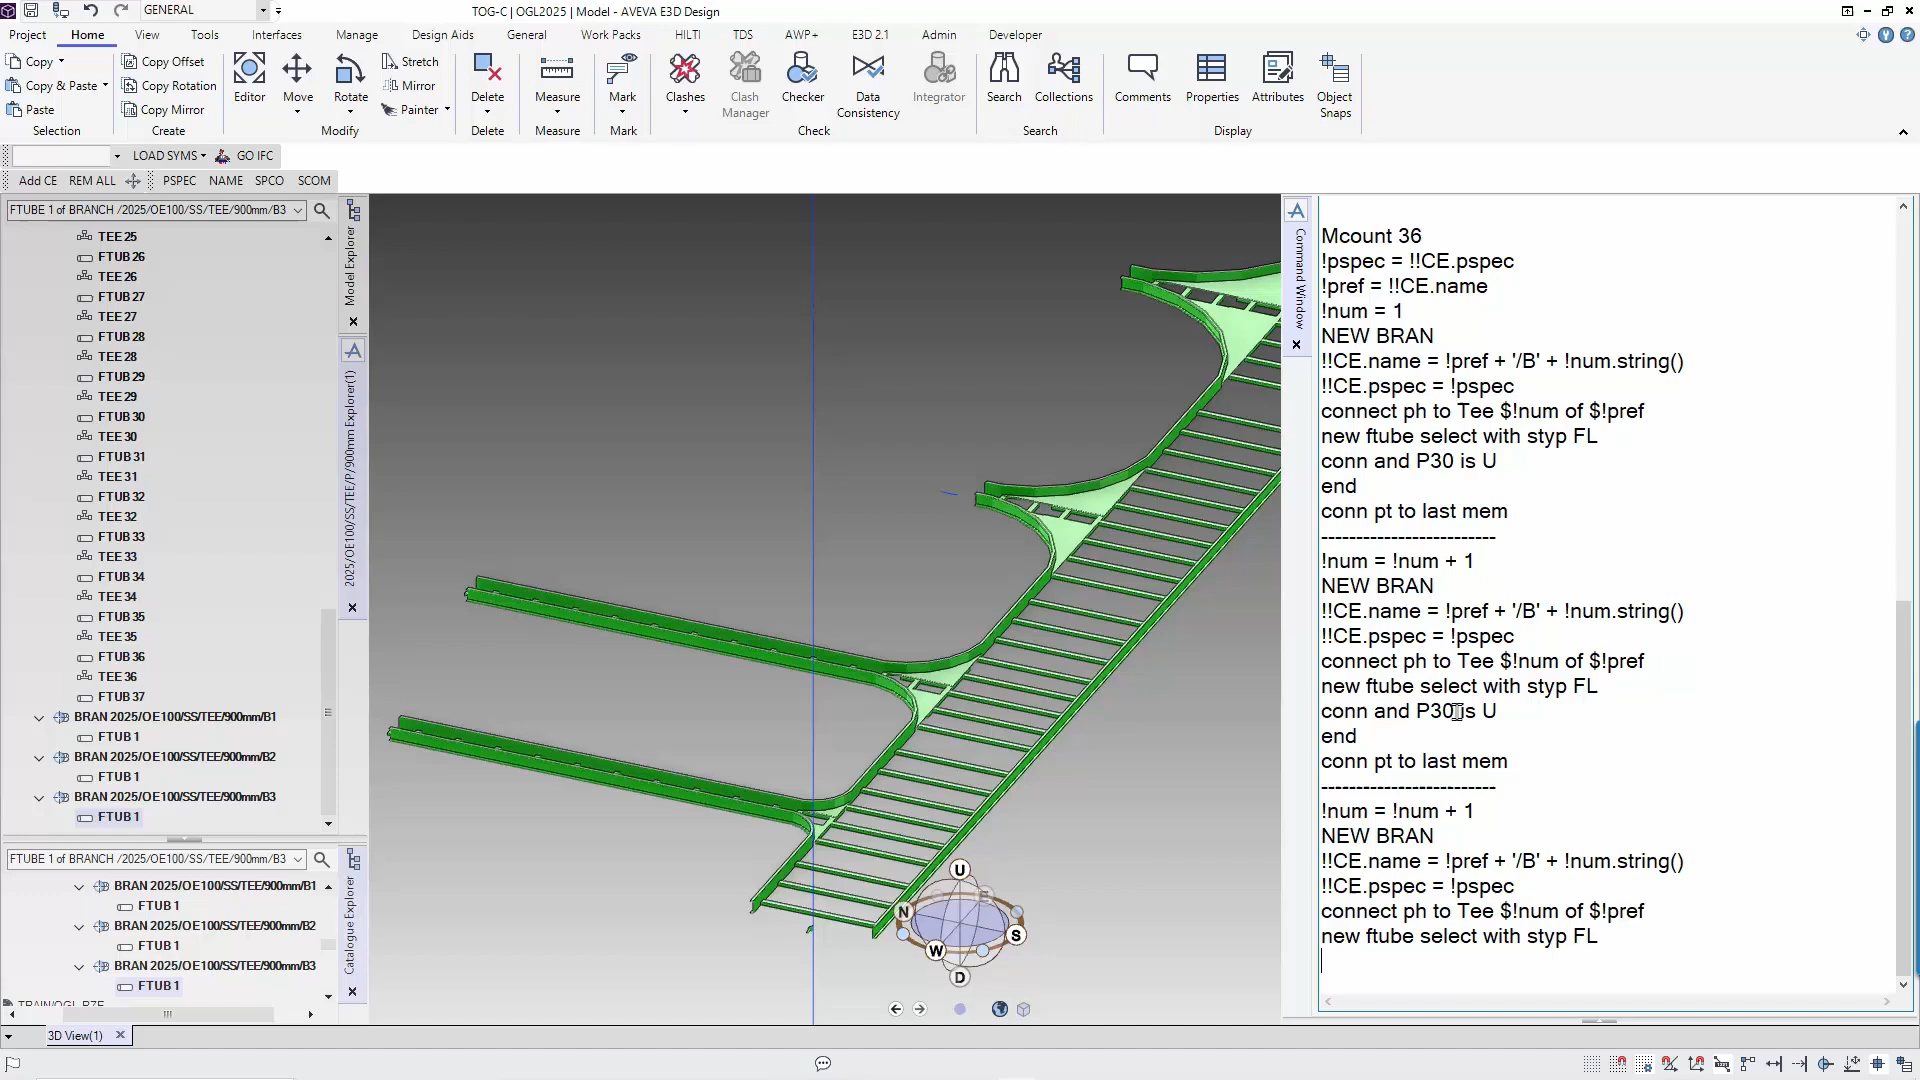 GENERAL
TOG-C | OGL2025 | Model - AVEVA E3D Design
Project Home View Tools Interfaces Manage Design Aids General Work Packs HILTI TDS AWP+ E3D 2.1 Admin Developer
Copy
Copy & Paste
Paste
Selection
Copy Offset
Copy Rotation
Copy Mirror
Create
Editor
Move
Rotate
Stretch
Mirror
Painter
Modify
Delete
Delete
Measure
Measure
Mark
Mark
Clashes
Clash Manager
Checker
Data Consistency
Integrator
Check
Search
Collections
Search
Comments
Properties
Attributes
Object Snaps
Display
LOAD SYMS GO IFC
Add CE REM ALL PSPEC NAME SPCO SCOM
FTUBE 1 of BRANCH /2025/OE100/SS/TEE/900mm/B3
TEE 25
FTUB 26
TEE 26
FTUB 27
TEE 27
FTUB 28
TEE 28
FTUB 29
TEE 29
FTUB 30
TEE 30
FTUB 31
TEE 31
FTUB 32
TEE 32
FTUB 33
TEE 33
FTUB 34
TEE 34
FTUB 35
TEE 35
FTUB 36
TEE 36
FTUB 37
BRAN 2025/OE100/SS/TEE/900mm/B1
FTUB 1
BRAN 2025/OE100/SS/TEE/900mm/B2
FTUB 1
BRAN 2025/OE100/SS/TEE/900mm/B3
FTUB 1
FTUBE 1 of BRANCH /2025/OE100/SS/TEE/900mm/B3
BRAN 2025/OE100/SS/TEE/900mm/B1
FTUB 1
BRAN 2025/OE100/SS/TEE/900mm/B2
FTUB 1
BRAN 2025/OE100/SS/TEE/900mm/B3
FTUB 1
Model Explorer
2025/OE100/SS/TEE/P/900mm Explorer(1)
Catalogue Explorer
U
N
E
S
W
D
3D View(1)
Command Window
Mcount 36
!pspec = !!CE.pspec
!pref = !!CE.name
!num = 1
NEW BRAN
!!CE.name = !pref + '/B' + !num.string()
!!CE.pspec = !pspec
connect ph to Tee $!num of $!pref
new ftube select with styp FL
conn and P30 is U
end
conn pt to last mem
-------------------------
!num = !num + 1
NEW BRAN
!!CE.name = !pref + '/B' + !num.string()
!!CE.pspec = !pspec
connect ph to Tee $!num of $!pref
new ftube select with styp FL
conn and P30 is U
end
conn pt to last mem
-------------------------
!num = !num + 1
NEW BRAN
!!CE.name = !pref + '/B' + !num.string()
!!CE.pspec = !pspec
connect ph to Tee $!num of $!pref
new ftube select with styp FL